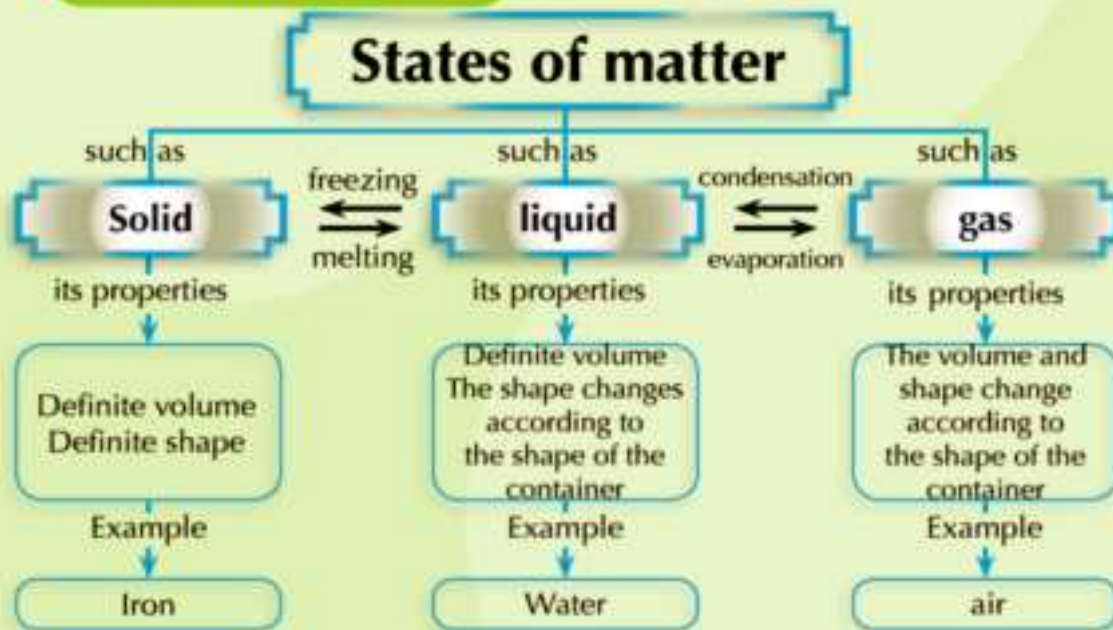 States of matter
such as
such as
such as
Solid
freezing
melting
liquid
condensation
evaporation
gas
its properties
its properties
its properties
Definite volume
Definite shape
Definite volume
The shape changes
according to
the shape of the
container
The volume and
shape change
according to
the shape of the
container
Example
Example
Example
Iron
Water
air